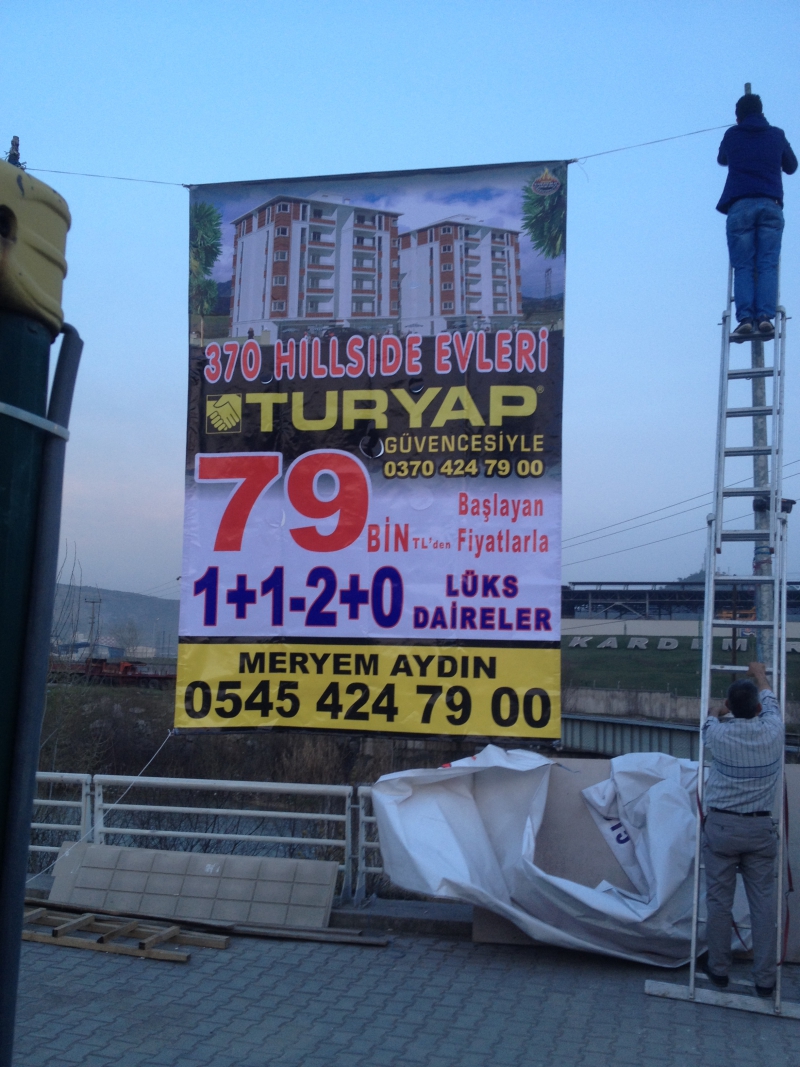 370 HILLSIDE EVLERİ
TURYAP®
GÜVENCESİYLE
0370 424 79 00
79 BİN TL'den Başlayan Fiyatlarla
1+1-2+0 LÜKS DAİRELER
MERYEM AYDIN
0545 424 79 00
KARDEMİR